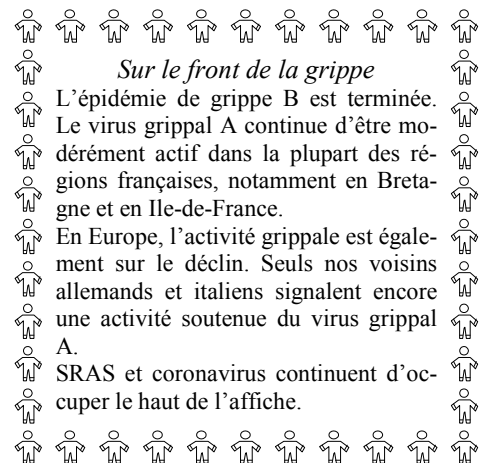 Sur le front de la grippe
L’épidémie de grippe B est terminée.
Le virus grippal A continue d’être mo-
dérément actif dans la plupart des ré-
gions françaises, notamment en Breta-
gne et en Ile-de-France.
En Europe, l’activité grippale est égale-
ment sur le déclin. Seuls nos voisins
allemands et italiens signalent encore
une activité soutenue du virus grippal
A.
SRAS et coronavirus continuent d’oc-
cuper le haut de l’affiche.